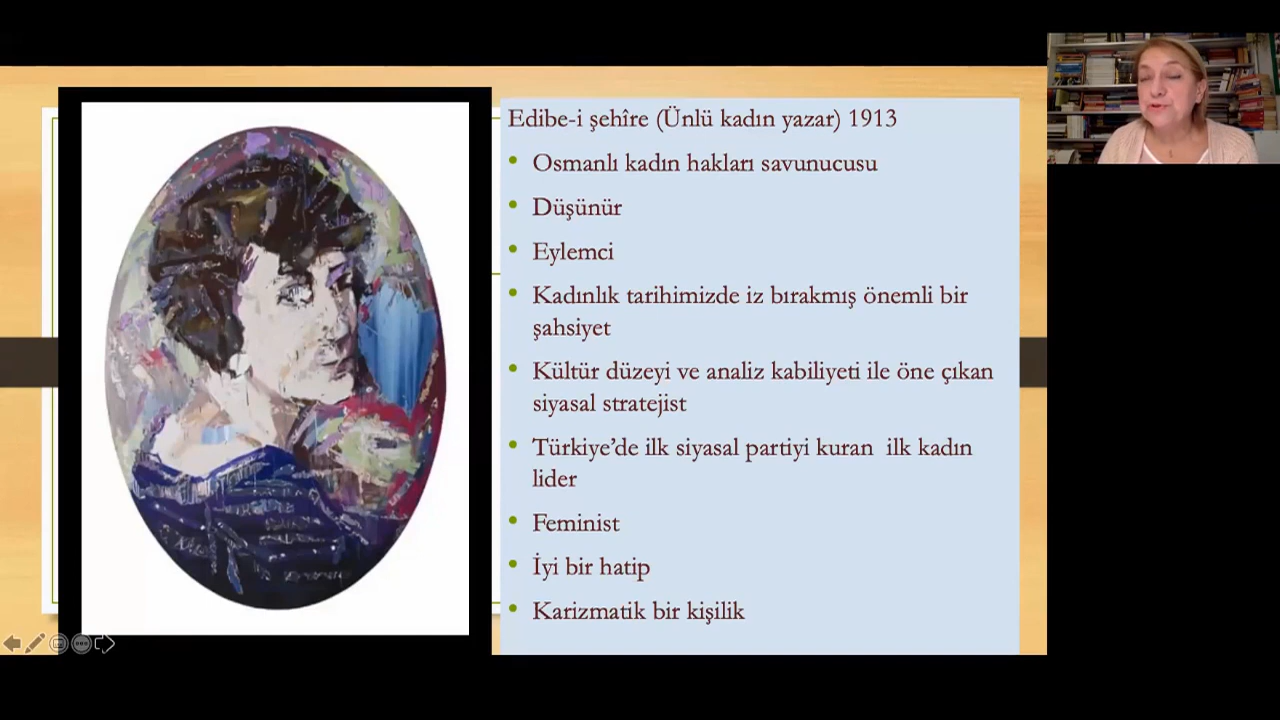 Edibe-i şehîre (Ünlü kadın yazar) 1913
• Osmanlı kadın hakları savunucusu
• Düşünür
• Eylemci
• Kadınlık tarihimizde iz bırakmış önemli bir
şahsiyet
• Kültür düzeyi ve analiz kabiliyeti ile öne çıkan
siyasal stratejist
• Türkiye’de ilk siyasal partiyi kuran ilk kadın
lider
• Feminist
• İyi bir hatip
• Karizmatik bir kişilik